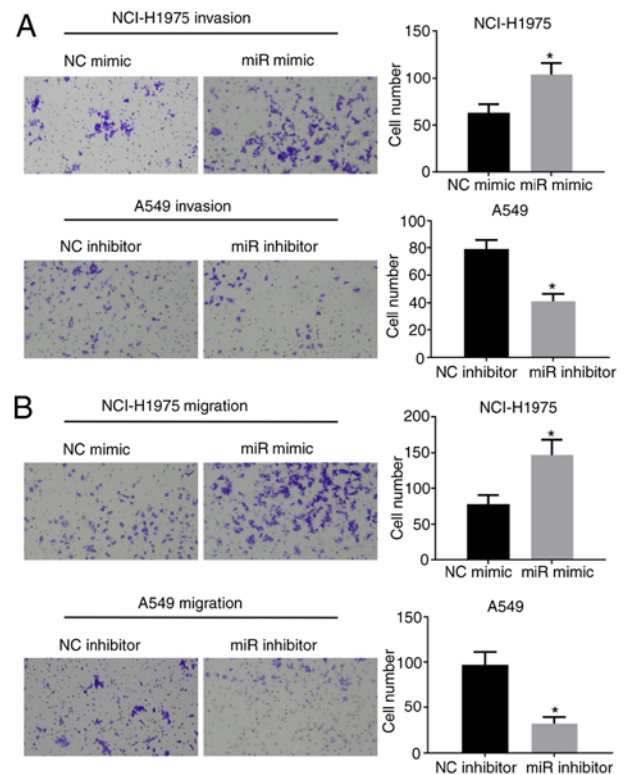 A
NCI-H1975 invasion
NC mimic
miR mimic
NCI-H1975
Cell number
150
100
50
0
*
NC mimic miR mimic
A549 invasion
NC inhibitor
miR inhibitor
A549
Cell number
100
80
60
40
20
0
*
NC inhibitor miR inhibitor
B
NCI-H1975 migration
NC mimic
miR mimic
NCI-H1975
Cell number
200
150
100
50
0
*
NC mimic miR mimic
A549 migration
NC inhibitor
miR inhibitor
A549
Cell number
150
100
50
0
*
NC inhibitor miR inhibitor